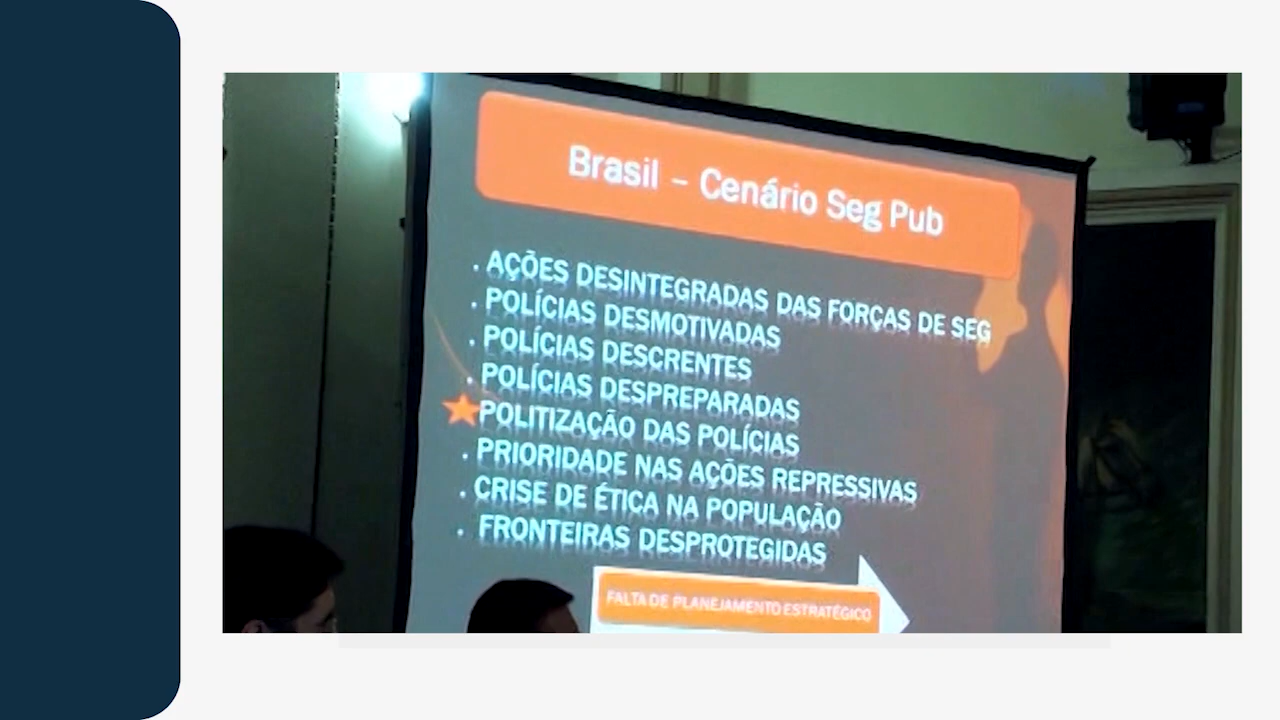 Brasil – Cenário Seg Pub
· AÇÕES DESINTEGRADAS DAS FORÇAS DE SEG
· POLÍCIAS DESMOTIVADAS
· POLÍCIAS DESCRENTES
· POLÍCIAS DESPREPARADAS
POLITIZAÇÃO DAS POLÍCIAS
· PRIORIDADE NAS AÇÕES REPRESSIVAS
· CRISE DE ÉTICA NA POPULAÇÃO
· FRONTEIRAS DESPROTEGIDAS
FALTA DE PLANEJAMENTO ESTRATÉGICO